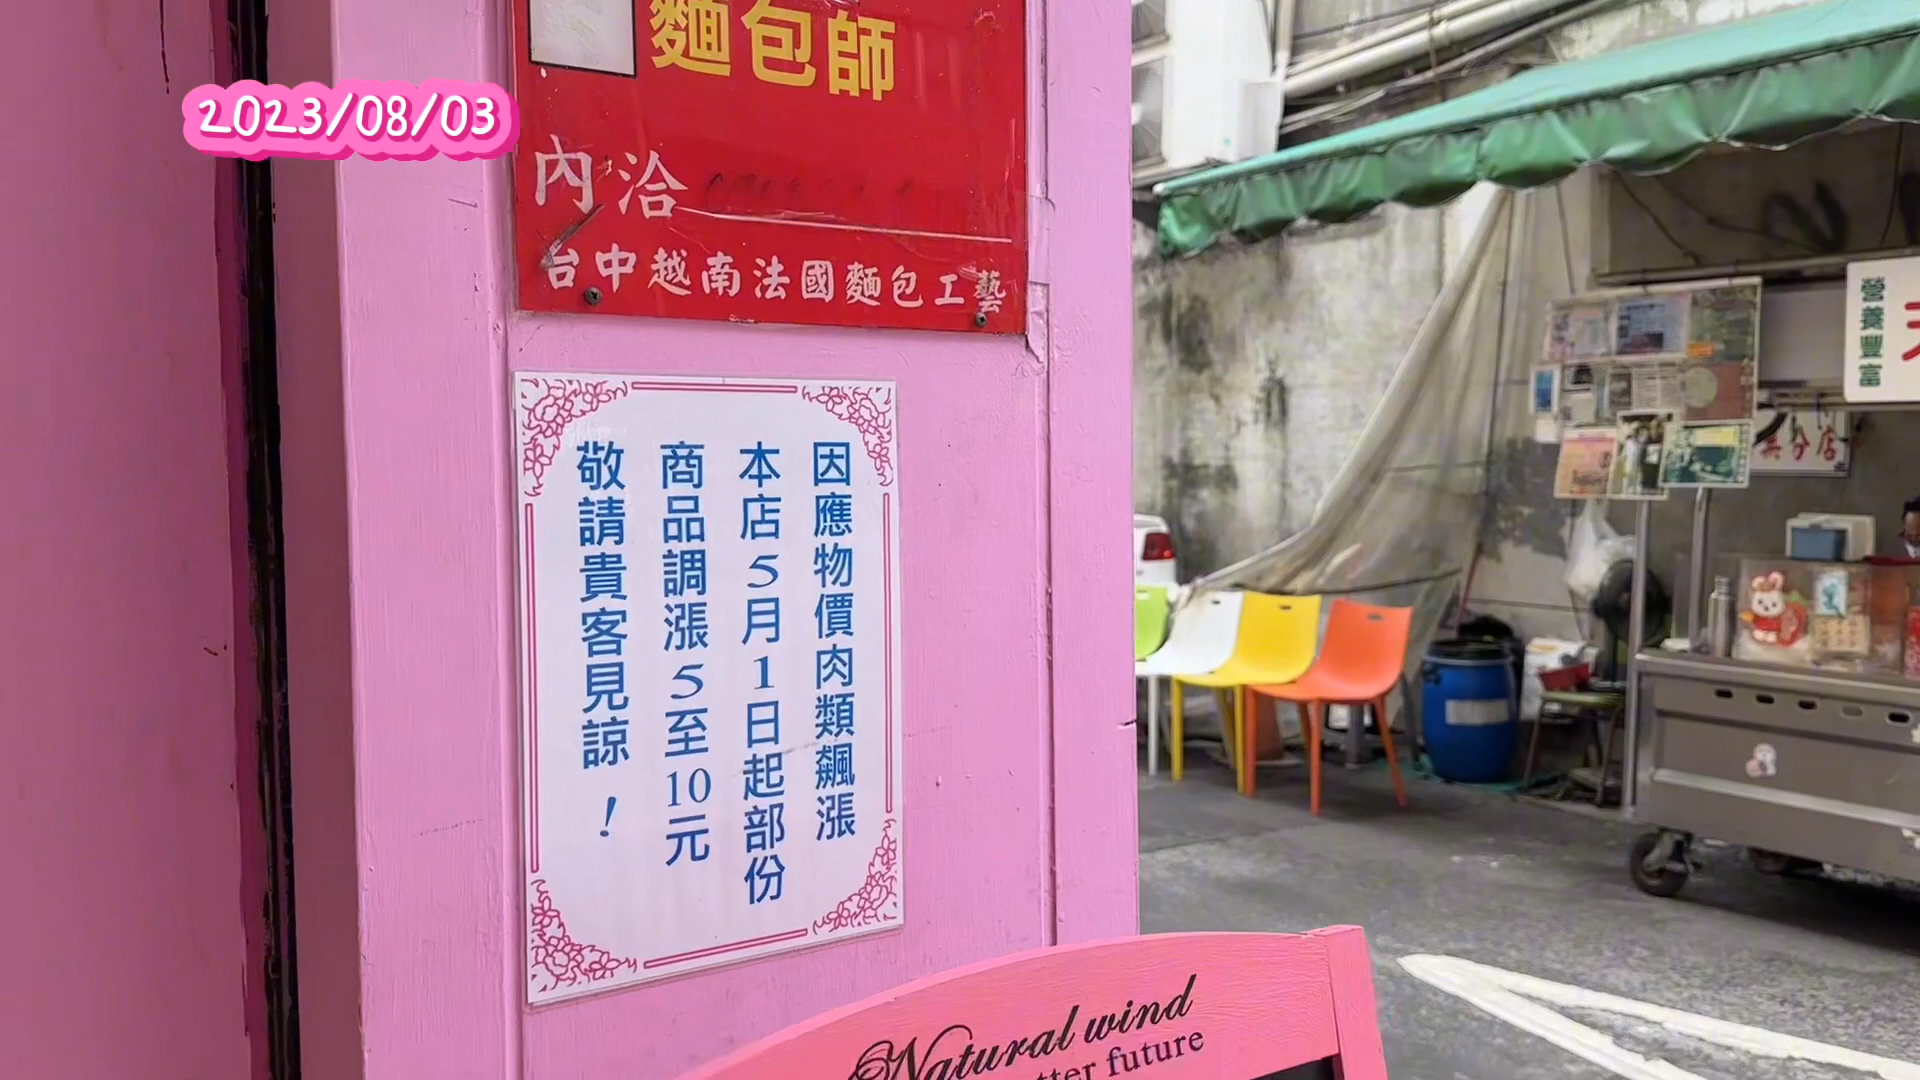 2023/08/03
麵包師
內洽
台中越南法國麵包工藝
因應物價肉類飆漲
本店5月1日起部份
商品調漲5至10元
敬請貴客見諒！
營養豐富
分店
Natural wind
future